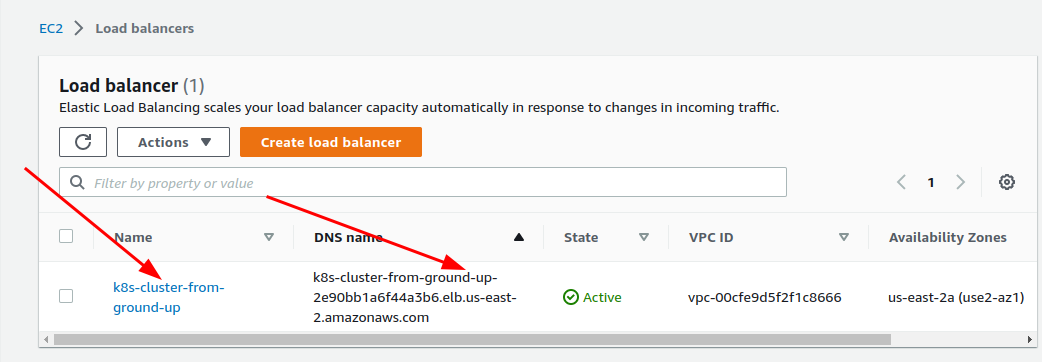 EC2 > Load balancers
Load balancer (1)
Elastic Load Balancing scales your load balancer capacity automatically in response to changes in incoming traffic.
Actions Create load balancer
Filter by property or value 1
Name DNS name State VPC ID Availability Zones
k8s-cluster-from-
ground-up
k8s-cluster-from-ground-up-
2e90bb1a6f44a3b6.elb.us-east-
2.amazonaws.com
Active
vpc-00cfe9d5f2f1c8666
us-east-2a (use2-az1)